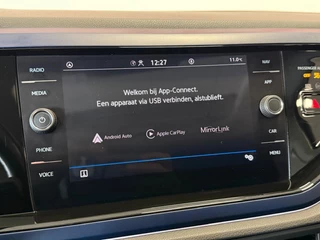 RADIO
MEDIA
PHONE
VOICE
12:27
11.0°C
Welkom bij App-Connect.
Een apparaat via USB verbinden, alstublieft.
Android Auto
Apple CarPlay
MirrorLink
NAV
APP
CAR
MENU
PASSENGER